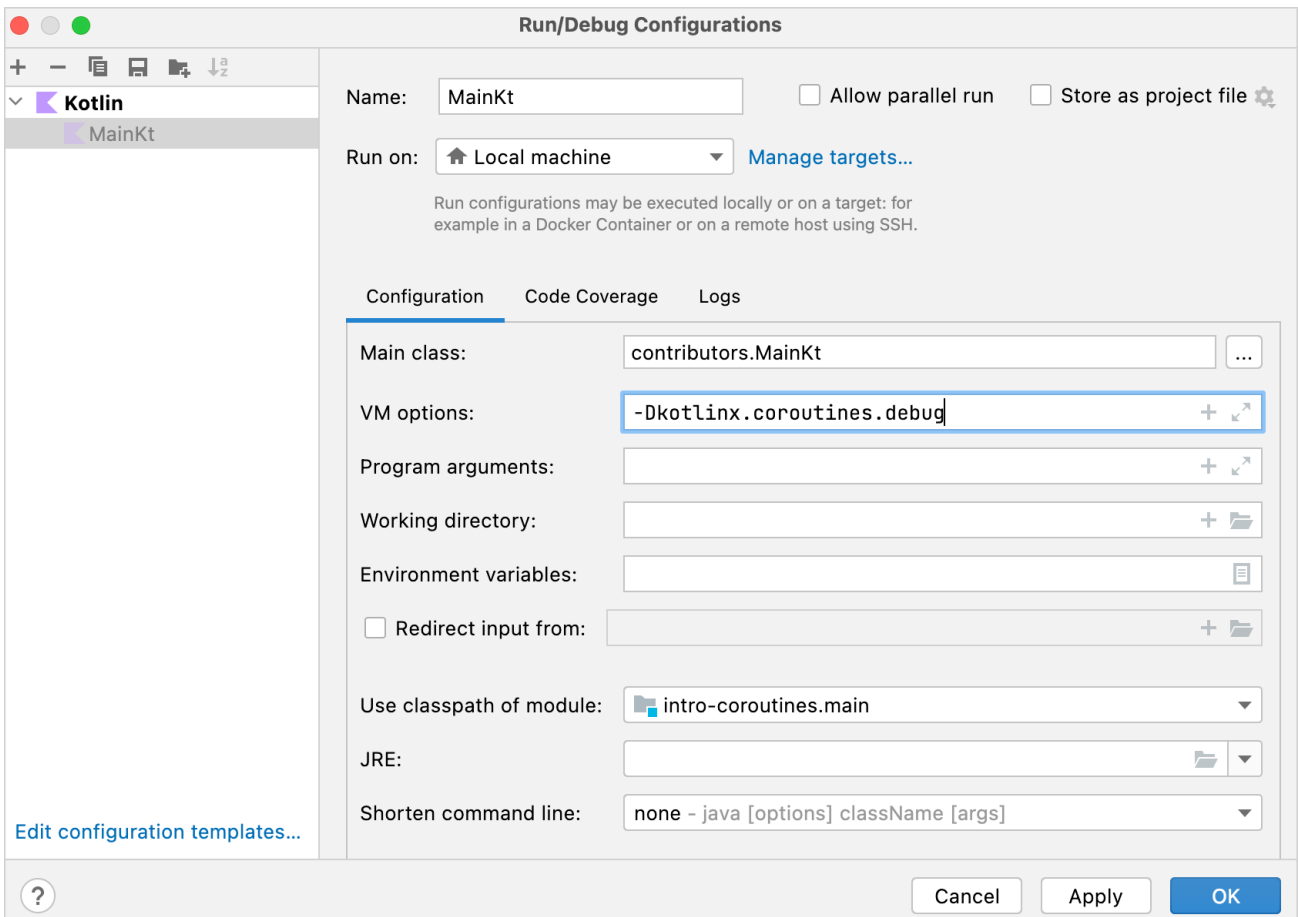 Run/Debug Configurations
Kotlin
MainKt
Edit configuration templates...
Name: MainKt Allow parallel run Store as project file
Run on: Local machine Manage targets...
Run configurations may be executed locally or on a target: for
example in a Docker Container or on a remote host using SSH.
Configuration Code Coverage Logs
Main class: contributors.MainKt ...
VM options: -Dkotlinx.coroutines.debug
Program arguments:
Working directory:
Environment variables:
Redirect input from:
Use classpath of module: intro-coroutines.main
JRE:
Shorten command line: none - java [options] className [args]
? Cancel Apply OK